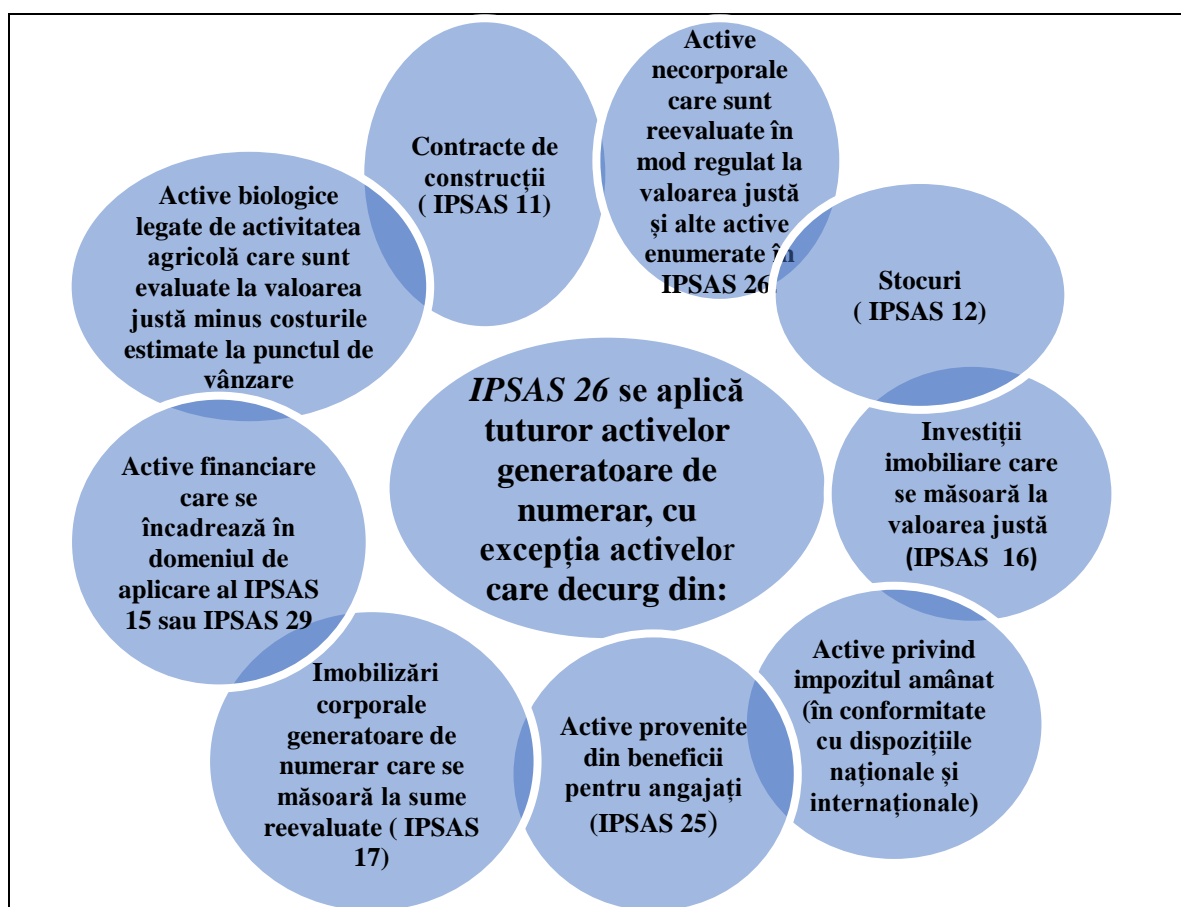 Active
necorporale
care sunt
reevaluate în
mod regulat la
valoarea justă
și alte active
enumerate în
IPSAS 26.
Contracte de
construcții
( IPSAS 11)
Active biologice
legate de activitatea
agricolă care sunt
evaluate la valoarea
justă minus costurile
estimate la punctul de
vânzare
Stocuri
( IPSAS 12)
IPSAS 26 se aplică
tuturor activelor
generatoare de
numerar, cu
excepția activelor
care decurg din:
Investiții
imobiliare care
se măsoară la
valoarea justă
(IPSAS 16)
Active financiare
care se
încadrează în
domeniul de
aplicare al IPSAS
15 sau IPSAS 29
Active privind
impozitul amânat
(în conformitate
cu dispozițiile
naționale și
internaționale)
Imobilizări
corporale
generatoare de
numerar care se
măsoară la sume
reevaluate ( IPSAS
17)
Active provenite
din beneficii
pentru angajați
(IPSAS 25)